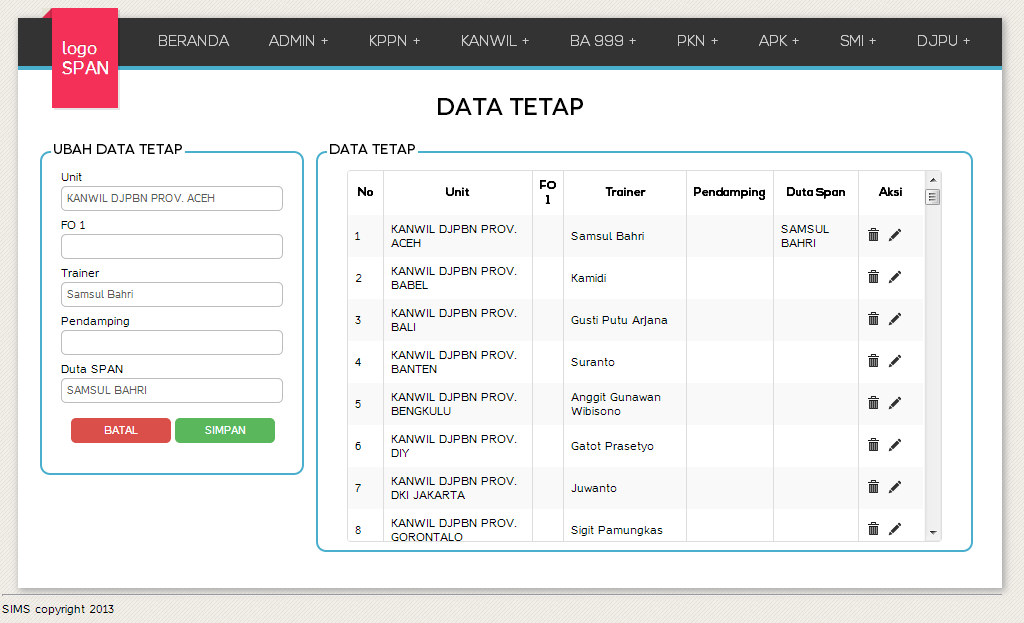 logo
SPAN
BERANDA ADMIN + KPPN + KANWIL + BA 999 + PKN + APK + SMI + DJPU +
DATA TETAP
UBAH DATA TETAP
Unit
KANWIL DJPBN PROV. ACEH
FO 1
Trainer
Samsul Bahri
Pendamping
Duta SPAN
SAMSUL BAHRI
BATAL SIMPAN
DATA TETAP
No Unit FO 1 Trainer Pendamping Duta Span Aksi
1 KANWIL DJPBN PROV. ACEH Samsul Bahri SAMSUL BAHRI
2 KANWIL DJPBN PROV. BABEL Kamidi
3 KANWIL DJPBN PROV. BALI Gusti Putu Arjana
4 KANWIL DJPBN PROV. BANTEN Suranto
5 KANWIL DJPBN PROV. BENGKULU Anggit Gunawan Wibisono
6 KANWIL DJPBN PROV. DIY Gatot Prasetyo
7 KANWIL DJPBN PROV. DKI JAKARTA Juwanto
8 KANWIL DJPBN PROV. GORONTALO Sigit Pamungkas
SIMS copyright 2013